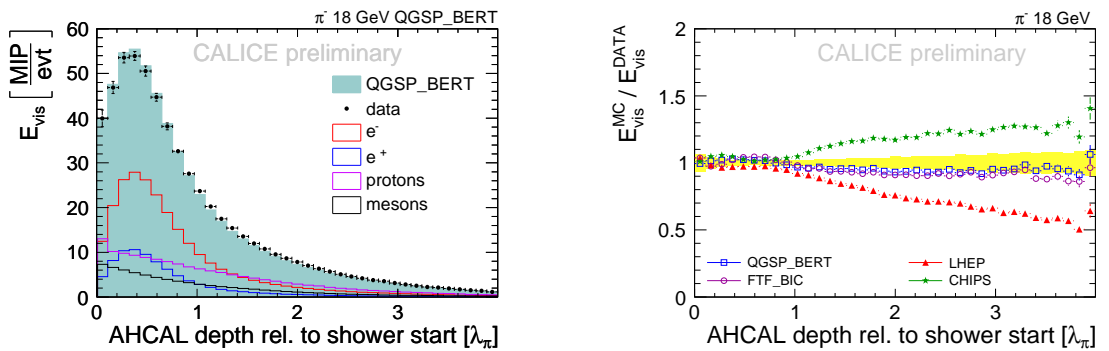 π⁻ 18 GeV QGSP_BERT
CALICE preliminary
E_vis [MIP/evt]
60
50
40
30
20
10
0
QGSP_BERT
data
e⁻
e⁺
protons
mesons
0 1 2 3
AHCAL depth rel. to shower start [λ_π]
π⁻ 18 GeV
CALICE preliminary
E_vis^MC / E_vis^DATA
2
1.5
1
0.5
0
QGSP_BERT
FTF_BIC
LHEP
CHIPS
0 1 2 3 4
AHCAL depth rel. to shower start [λ_π]